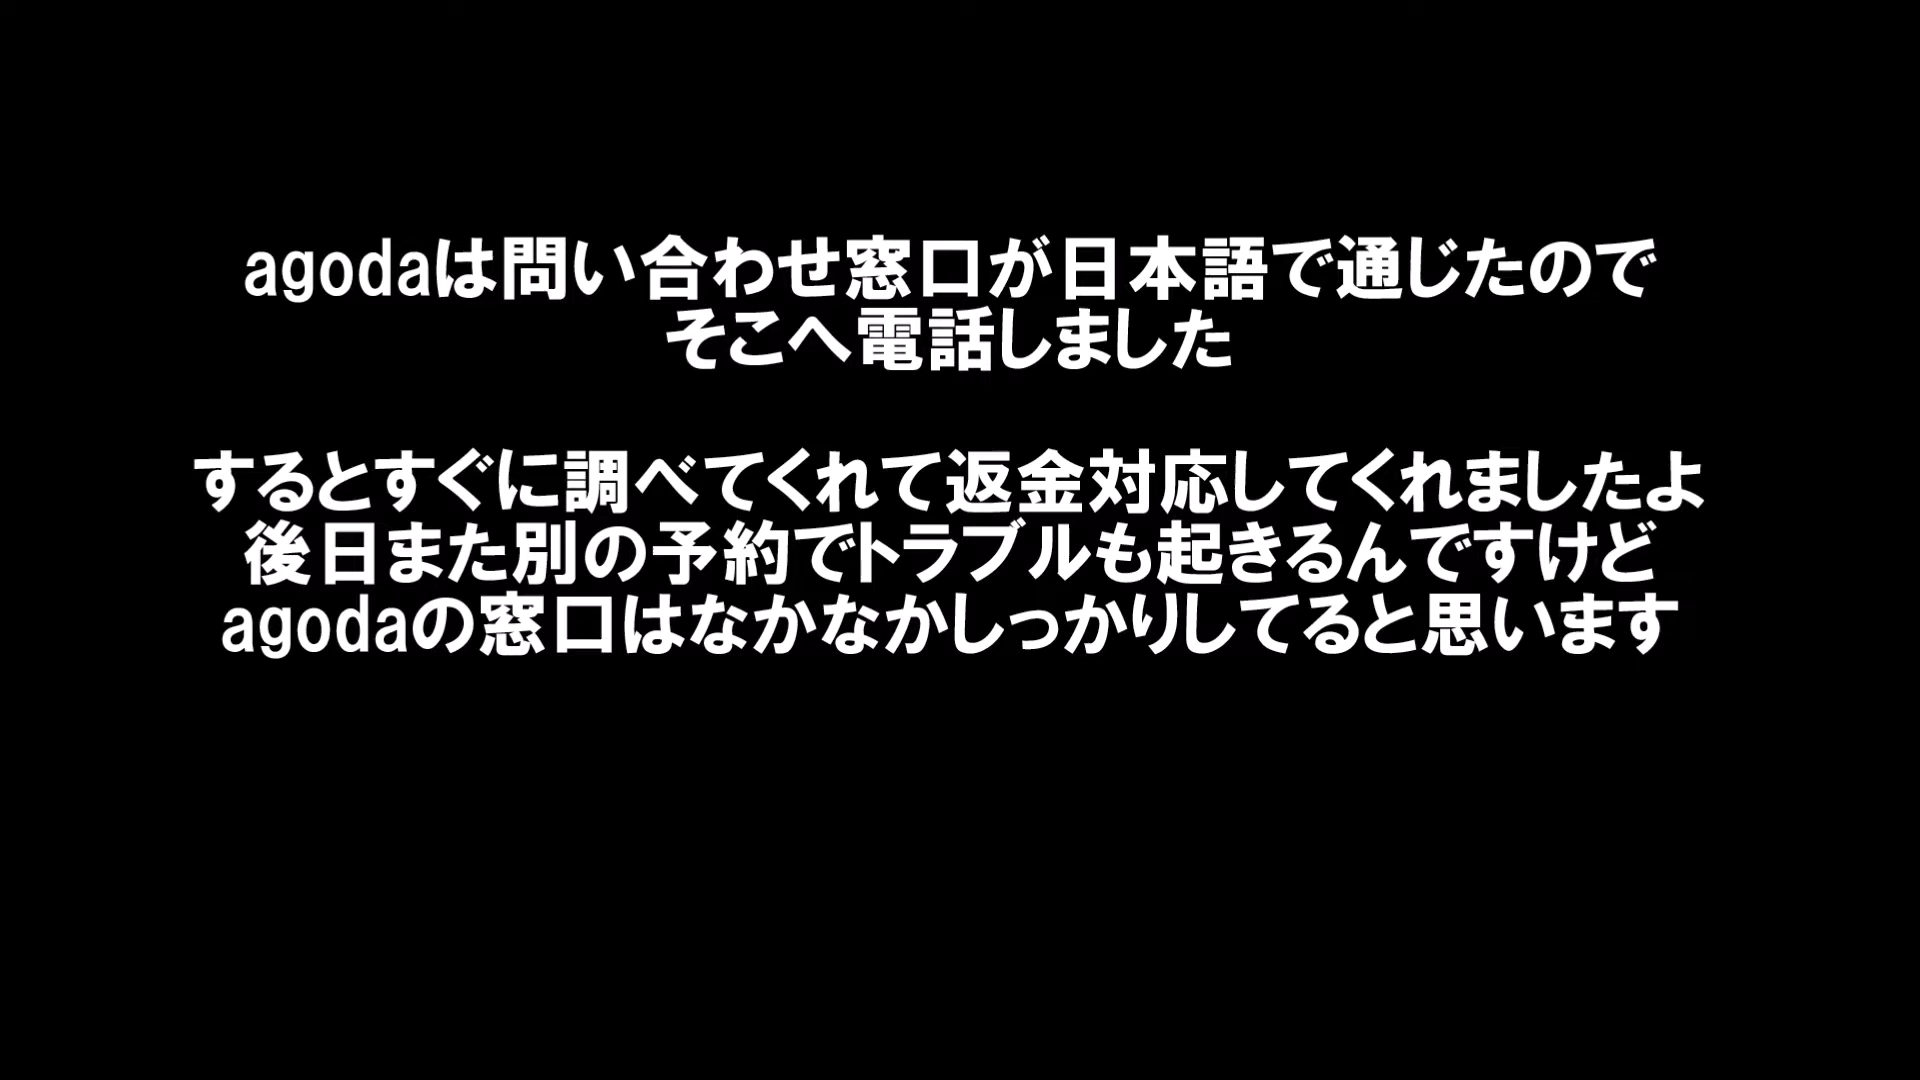 agodaは問い合わせ窓口が日本語で通じたので
そこへ電話しました
するとすぐに調べてくれて返金対応してくれましたよ
後日また別の予約でトラブルも起きるんですけど
agodaの窓口はなかなかしっかりしてると思います